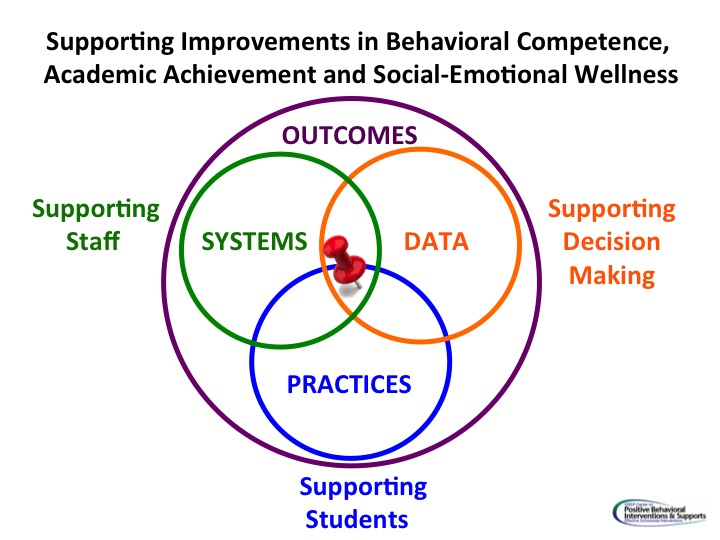 Supporting Improvements in Behavioral Competence,
Academic Achievement and Social-Emotional Wellness
OUTCOMES
Supporting
Staff
SYSTEMS
DATA
Supporting
Decision
Making
PRACTICES
Supporting
Students
Positive Behavioral
Interventions & Supports